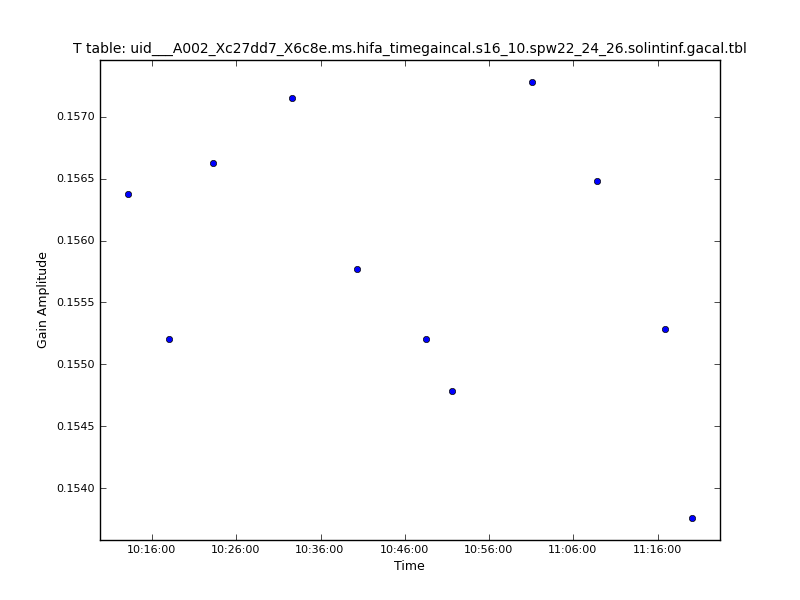 T table: uid___A002_Xc27dd7_X6c8e.ms.hifa_timegaincal.s16_10.spw22_24_26.solintinf.gacal.tbl
0.1570
0.1565
0.1560
0.1555
0.1550
0.1545
0.1540
Gain Amplitude
10:16:00 10:26:00 10:36:00 10:46:00 10:56:00 11:06:00 11:16:00
Time